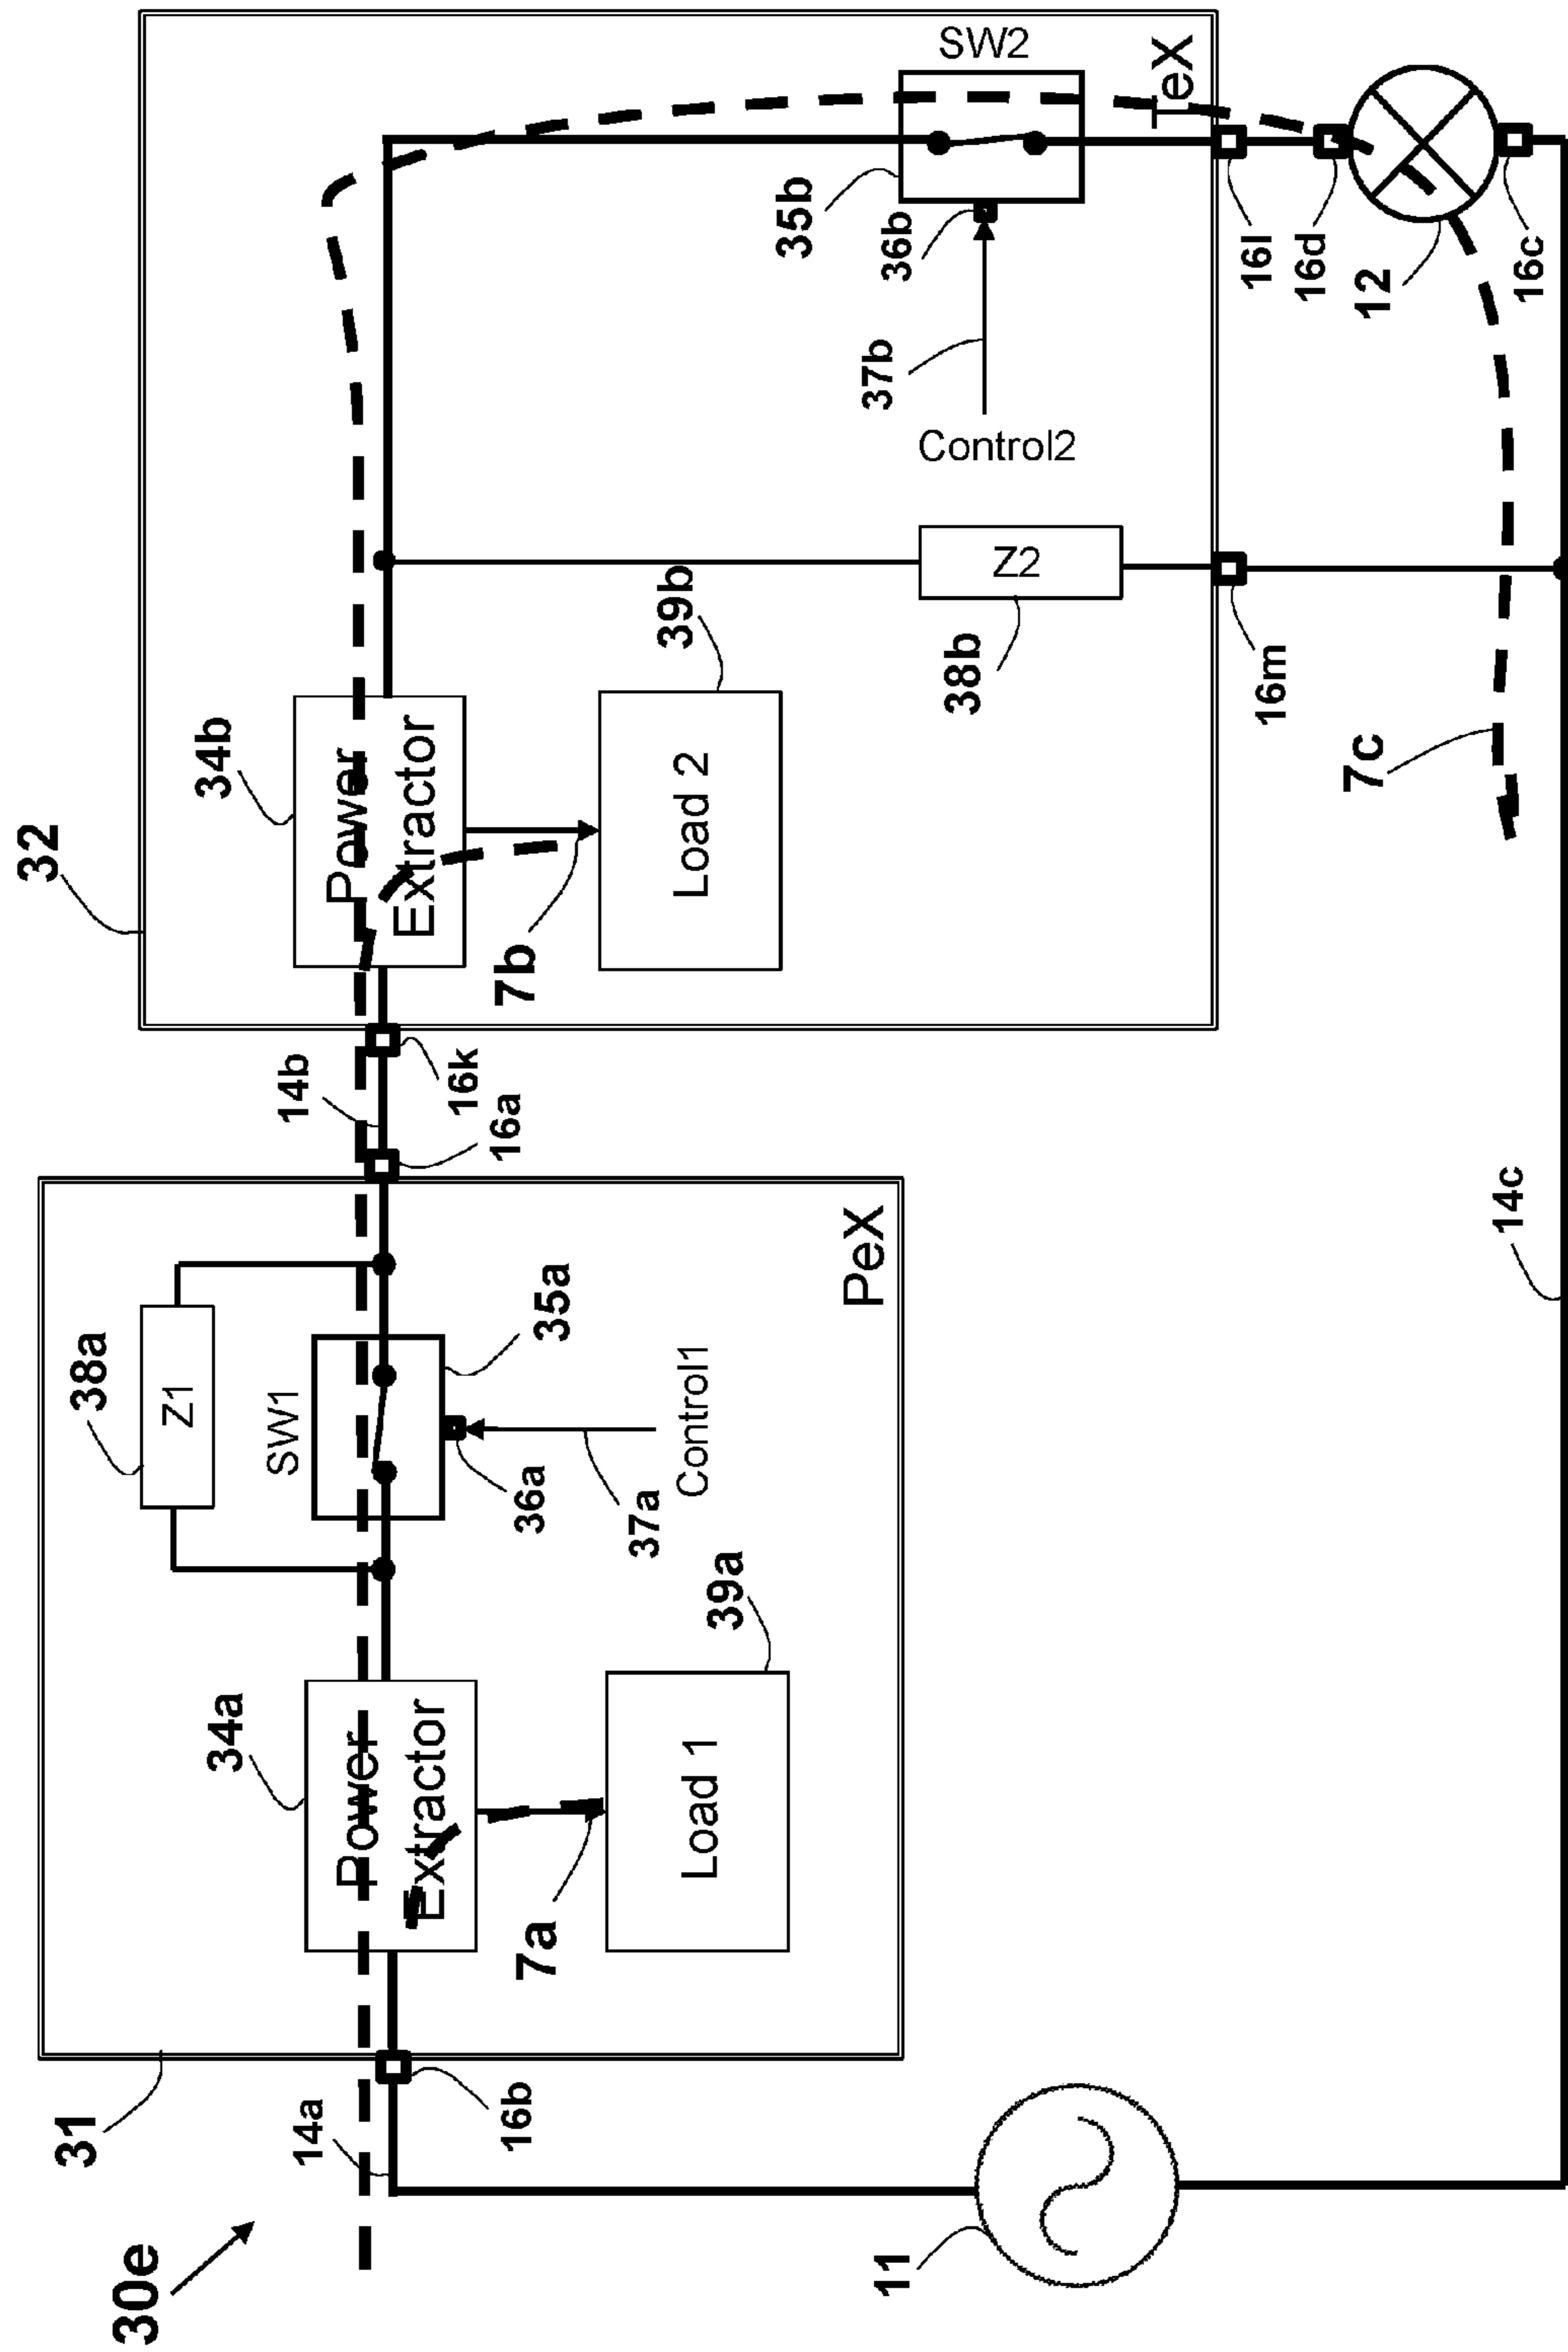 30e
31
32
34a
34b
38a
Z1
SW1
35a
36a
37a
Control1
39a
Power
Extractor
Load 1
7a
PeX
14a
16b
14b
16a
16k
Power
Extractor
Load 2
7b
39b
Z2
38b
16m
SW2
35b
36b
37b
Control2
TeX
16l
16d
12
16c
7c
11
14c